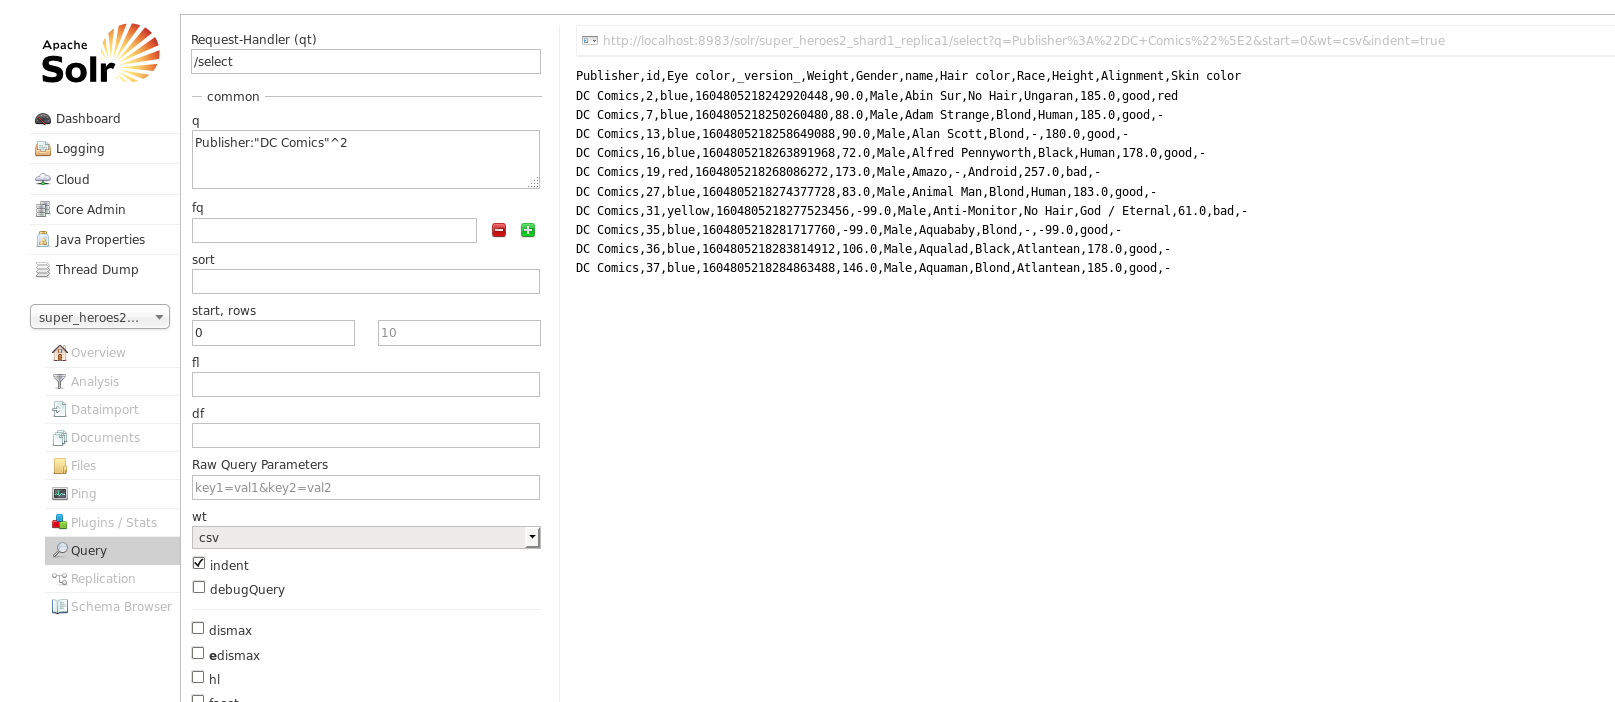 Apache
Solr
Dashboard
Logging
Cloud
Core Admin
Java Properties
Thread Dump
super_heroes2...
Overview
Analysis
Dataimport
Documents
Files
Ping
Plugins / Stats
Query
Replication
Schema Browser
Request-Handler (qt)
/select
common
q
Publisher:"DC Comics"^2
fq
sort
start, rows
0 10
fl
df
Raw Query Parameters
key1=val1&key2=val2
wt
csv
indent
debugQuery
dismax
edismax
hl
facet
http://localhost:8983/solr/super_heroes2_shard1_replica1/select?q=Publisher%3A%22DC+Comics%22%5E2&start=0&wt=csv&indent=true
Publisher,id,Eye color,_version_,Weight,Gender,name,Hair color,Race,Height,Alignment,Skin color
DC Comics,2,blue,1604805218242920448,90.0,Male,Abin Sur,No Hair,Ungaran,185.0,good,red
DC Comics,7,blue,1604805218250260480,88.0,Male,Adam Strange,Blond,Human,185.0,good,-
DC Comics,13,blue,1604805218258649088,90.0,Male,Alan Scott,Blond,-,180.0,good,-
DC Comics,16,blue,1604805218263891968,72.0,Male,Alfred Pennyworth,Black,Human,178.0,good,-
DC Comics,19,red,1604805218268086272,173.0,Male,Amazo,-,Android,257.0,bad,-
DC Comics,27,blue,1604805218274377728,83.0,Male,Animal Man,Blond,Human,183.0,good,-
DC Comics,31,yellow,1604805218277523456,-99.0,Male,Anti-Monitor,No Hair,God / Eternal,61.0,bad,-
DC Comics,35,blue,1604805218281717760,-99.0,Male,Aquababy,Blond,-,-99.0,good,-
DC Comics,36,blue,1604805218283814912,106.0,Male,Aqualad,Black,Atlantean,178.0,good,-
DC Comics,37,blue,1604805218284863488,146.0,Male,Aquaman,Blond,Atlantean,185.0,good,-